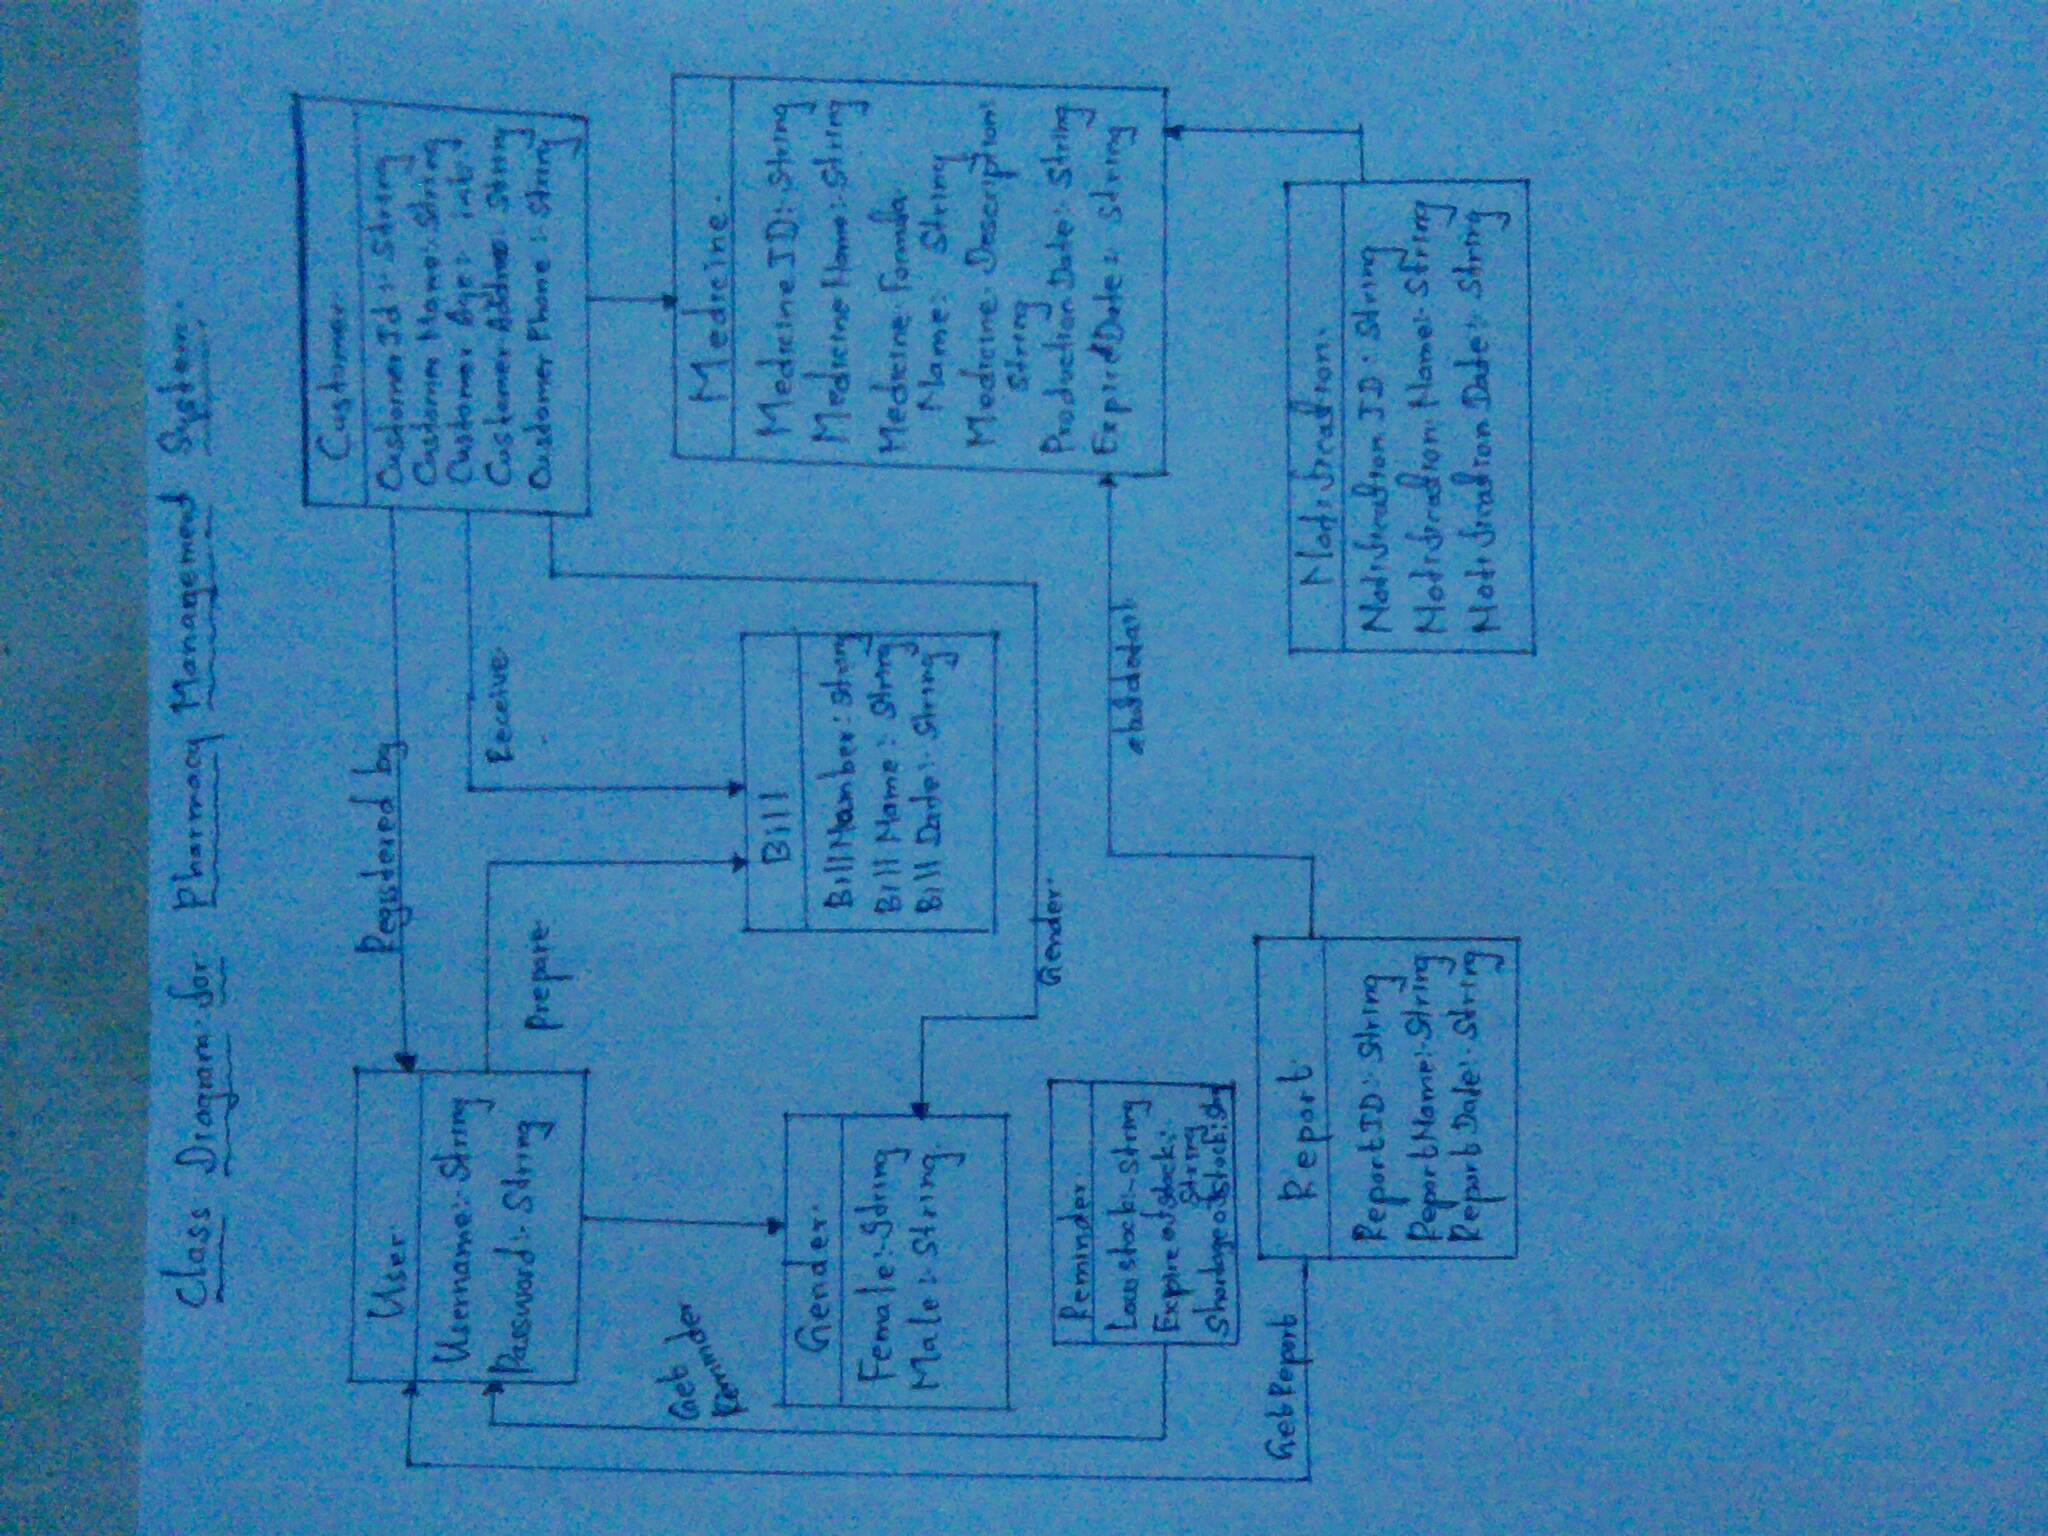 Class Diagram for Pharmacy Management System.
Customer
CustomerId :- String
Customer Name:- String
Customer Age:- int
Customer Address: String
Customer Phone :- String
Registered by
User
Username:- String
Password:- String
Receive
Prepare
Get
Reminder
Medicine
Medicine ID:- String
Medicine Name:- String
Medicine Formula
Name: String
Medicine Description:
String
Production Date:- String
Expired Date:- String
Bill
Bill Number: String
Bill Name: String
Bill Date:- String
Gender
Female:- String
Male:- String
Gender
Reminder
Low stock:- String
Expire of stock:-
String
Shortage of stock: Stng
about detail
Get Report
Report
Report ID:- String
Report Name:- String
Report Date:- String
Notification
Notification ID: String
Notification Name:- String
Notification Date:- String